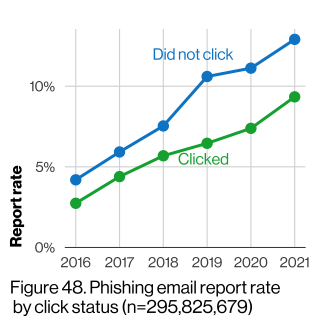 Did not click
10%
Clicked
5%
Report rate
0%
2016 2017 2018 2019 2020 2021
Figure 48. Phishing email report rate
by click status (n=295,825,679)